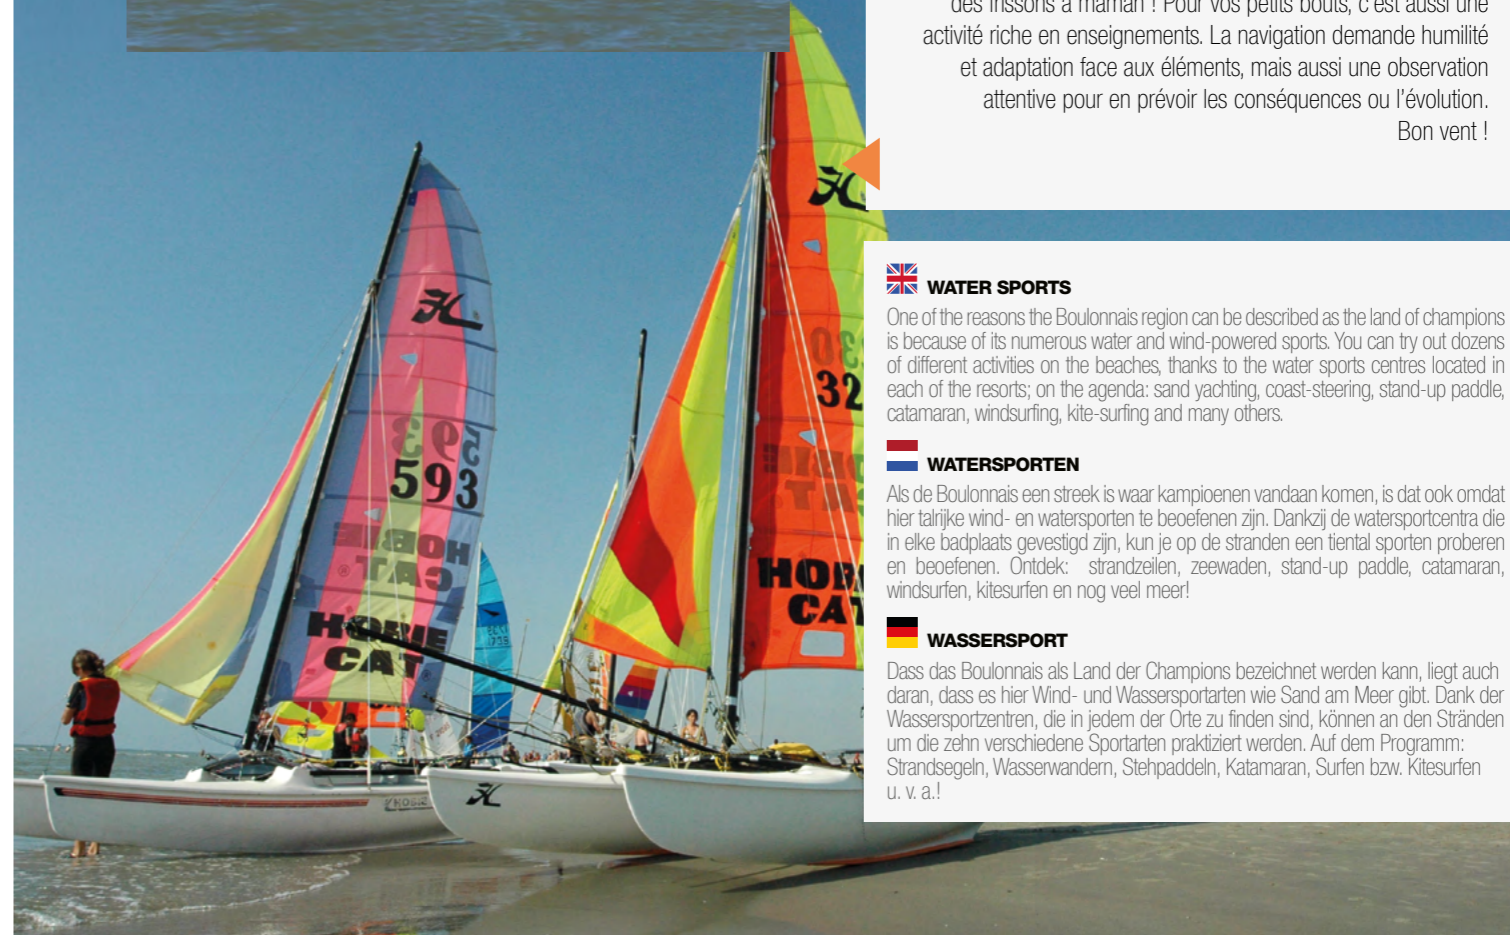 des frissons à maman ! Pour vos petits bouts, c'est aussi une
activité riche en enseignements. La navigation demande humilité
et adaptation face aux éléments, mais aussi une observation
attentive pour en prévoir les conséquences ou l'évolution.
Bon vent !
593
HOBIE
CAT
32
HOBIE
CAT
HOBIE
WATER SPORTS
One of the reasons the Boulonnais region can be described as the land of champions
is because of its numerous water and wind-powered sports. You can try out dozens
of different activities on the beaches, thanks to the water sports centres located in
each of the resorts; on the agenda: sand yachting, coast-steering, stand-up paddle,
catamaran, windsurfing, kite-surfing and many others.
WATERSPORTEN
Als de Boulonnais een streek is waar kampioenen vandaan komen, is dat ook omdat
hier talrijke wind- en watersporten te beoefenen zijn. Dankzij de watersportcentra die
in elke badplaats gevestigd zijn, kun je op de stranden een tiental sporten proberen
en beoefenen. Ontdek: strandzeilen, zeewaden, stand-up paddle, catamaran,
windsurfen, kitesurfen en nog veel meer!
WASSERSPORT
Dass das Boulonnais als Land der Champions bezeichnet werden kann, liegt auch
daran, dass es hier Wind- und Wassersportarten wie Sand am Meer gibt. Dank der
Wassersportzentren, die in jedem der Orte zu finden sind, können an den Stränden
um die zehn verschiedene Sportarten praktiziert werden. Auf dem Programm:
Strandsegeln, Wasserwandern, Stehpaddeln, Katamaran, Surfen bzw. Kitesurfen
u. v. a.!